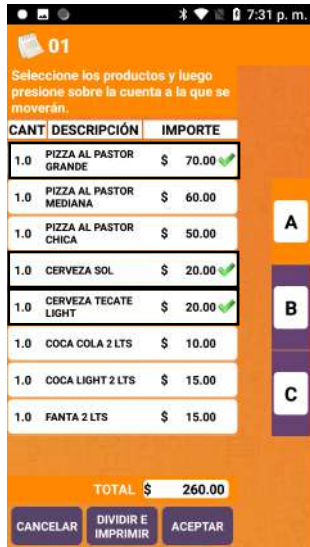 7:31 p. m.
01
Seleccione los productos y luego
presione sobre la cuenta a la que se
moverán.
CANT DESCRIPCIÓN IMPORTE
1.0 PIZZA AL PASTOR GRANDE $ 70.00
1.0 PIZZA AL PASTOR MEDIANA $ 60.00
1.0 PIZZA AL PASTOR CHICA $ 50.00
1.0 CERVEZA SOL $ 20.00
1.0 CERVEZA TECATE LIGHT $ 20.00
1.0 COCA COLA 2 LTS $ 10.00
1.0 COCA LIGHT 2 LTS $ 15.00
1.0 FANTA 2 LTS $ 15.00
A
B
C
TOTAL $ 260.00
CANCELAR
DIVIDIR E
IMPRIMIR
ACEPTAR